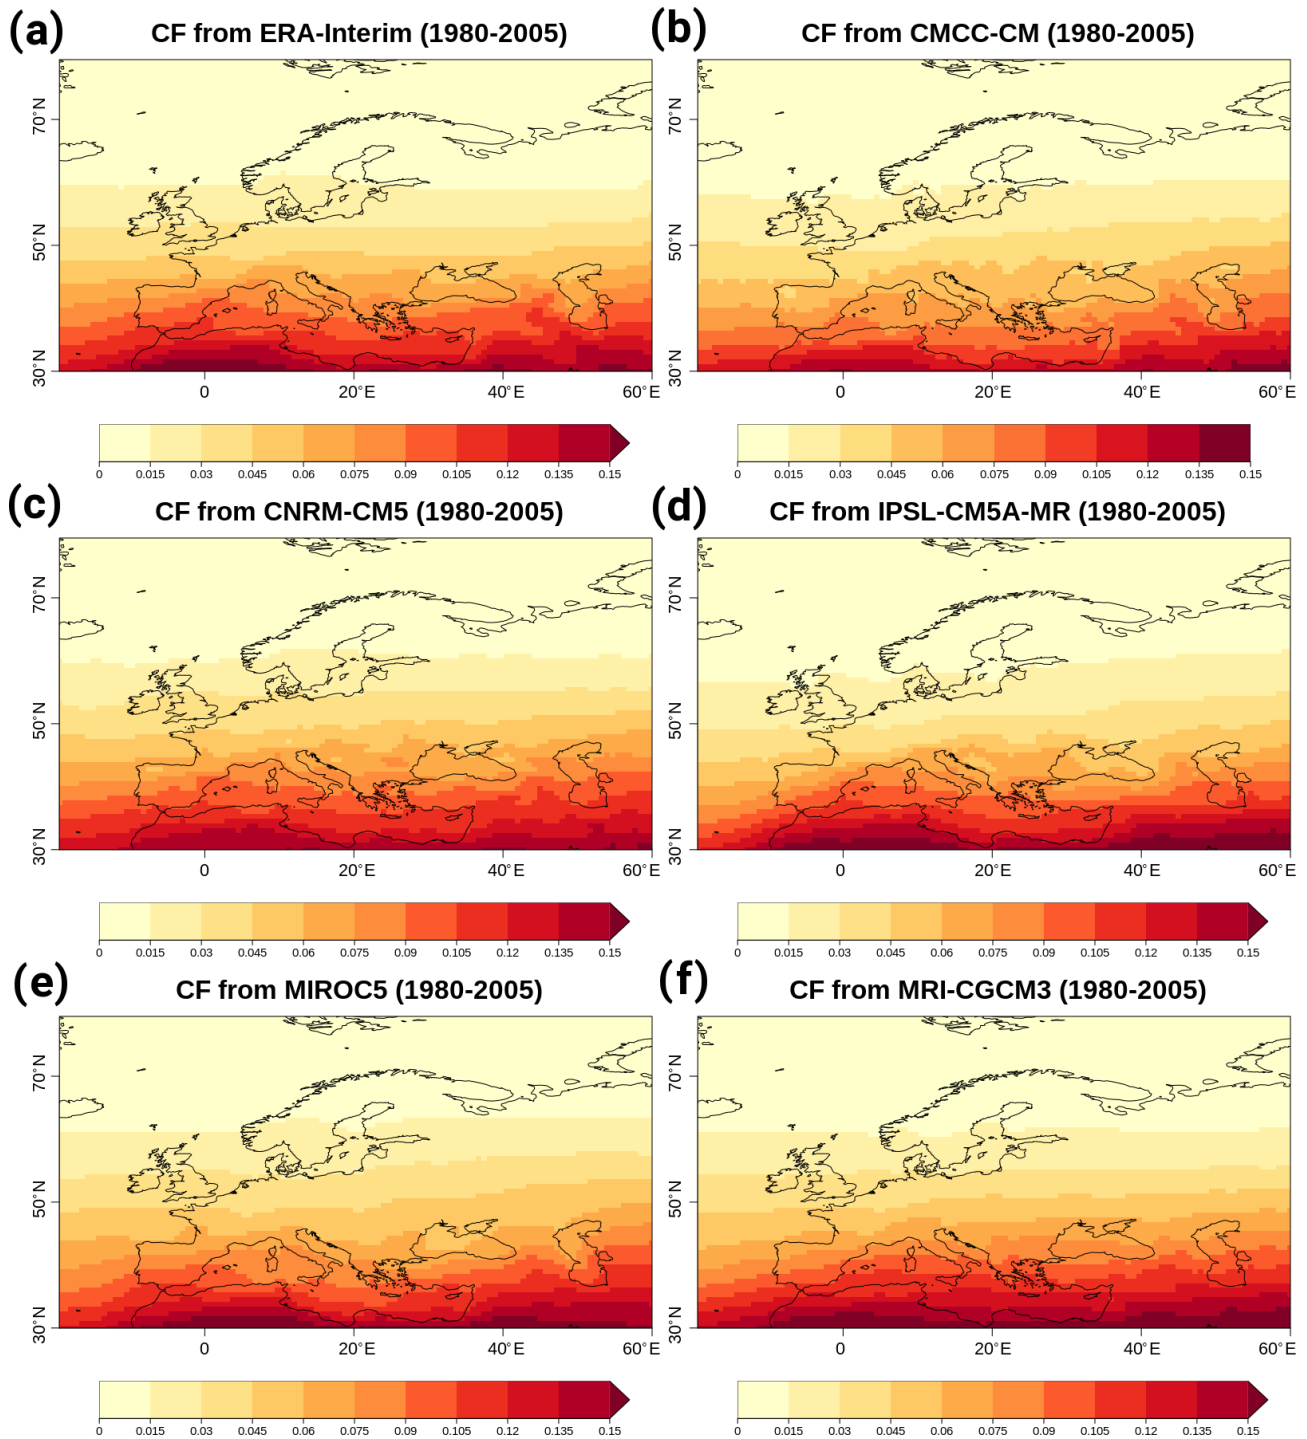 (a) CF from ERA-Interim (1980-2005)
70°N
50°N
30°N
0 20°E 40°E 60°E
0 0.015 0.03 0.045 0.06 0.075 0.09 0.105 0.12 0.135 0.15
(b) CF from CMCC-CM (1980-2005)
70°N
50°N
30°N
0 20°E 40°E 60°E
0 0.015 0.03 0.045 0.06 0.075 0.09 0.105 0.12 0.135 0.15
(c) CF from CNRM-CM5 (1980-2005)
70°N
50°N
30°N
0 20°E 40°E 60°E
0 0.015 0.03 0.045 0.06 0.075 0.09 0.105 0.12 0.135 0.15
(d) CF from IPSL-CM5A-MR (1980-2005)
70°N
50°N
30°N
0 20°E 40°E 60°E
0 0.015 0.03 0.045 0.06 0.075 0.09 0.105 0.12 0.135 0.15
(e) CF from MIROC5 (1980-2005)
70°N
50°N
30°N
0 20°E 40°E 60°E
0 0.015 0.03 0.045 0.06 0.075 0.09 0.105 0.12 0.135 0.15
(f) CF from MRI-CGCM3 (1980-2005)
70°N
50°N
30°N
0 20°E 40°E 60°E
0 0.015 0.03 0.045 0.06 0.075 0.09 0.105 0.12 0.135 0.15